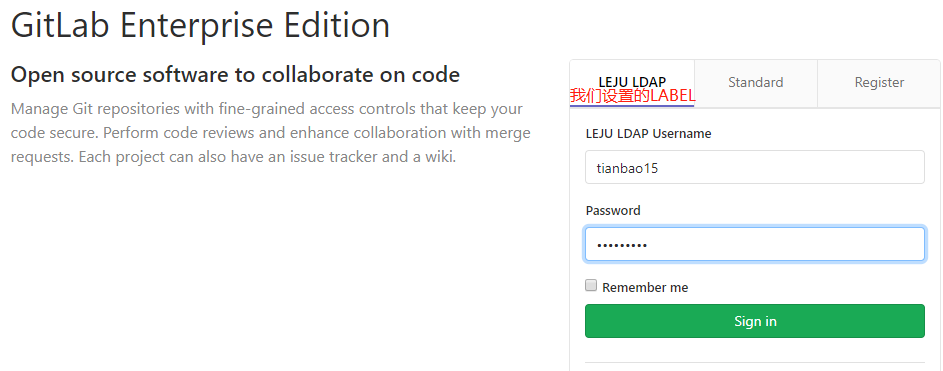 GitLab Enterprise Edition
Open source software to collaborate on code
Manage Git repositories with fine-grained access controls that keep your
code secure. Perform code reviews and enhance collaboration with merge
requests. Each project can also have an issue tracker and a wiki.
LEJU LDAP Standard Register
我们设置的LABEL
LEJU LDAP Username
tianbao15
Password
•••••••••
Remember me
Sign in